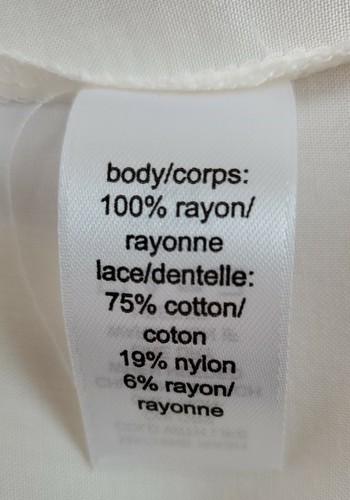 body/corps:
100% rayon/
rayonne
lace/dentelle:
75% cotton/
coton
19% nylon
6% rayon/
rayonne